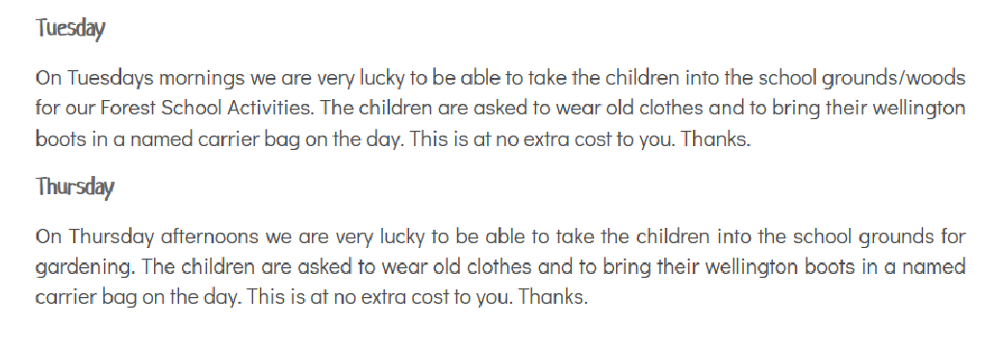 Tuesday
On Tuesdays mornings we are very lucky to be able to take the children into the school grounds/woods
for our Forest School Activities. The children are asked to wear old clothes and to bring their wellington
boots in a named carrier bag on the day. This is at no extra cost to you. Thanks.
Thursday
On Thursday afternoons we are very lucky to be able to take the children into the school grounds for
gardening. The children are asked to wear old clothes and to bring their wellington boots in a named
carrier bag on the day. This is at no extra cost to you. Thanks.